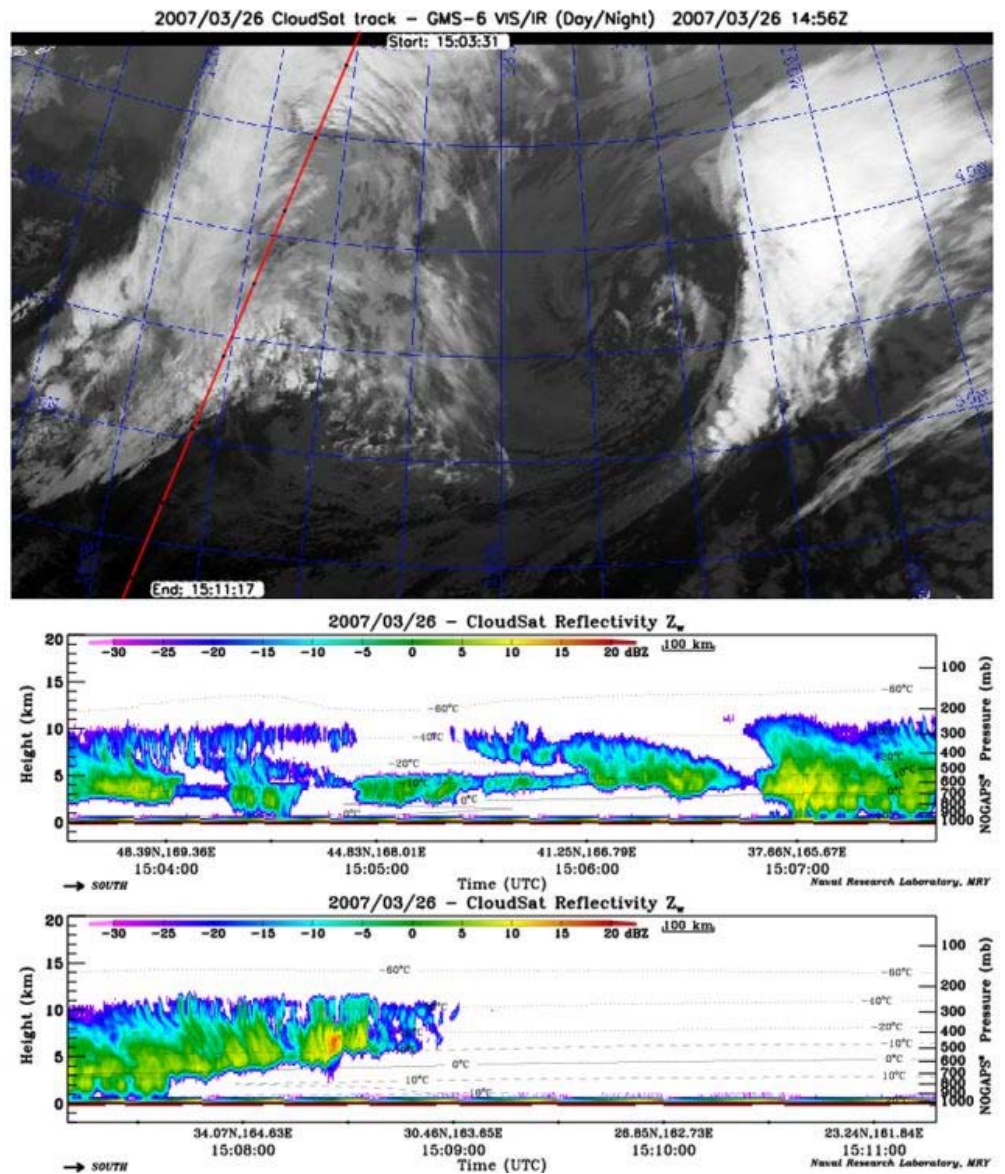 2007/03/26 CloudSat track – GMS-6 VIS/IR (Day/Night) 2007/03/26 14:56Z
Start: 15:03:31
40N
End: 15:11:17
2007/03/26 - CloudSat Reflectivity Zw
20
15
10
5
0
Height (km)
-30 -25 -20 -15 -10 -5 0 5 10 15 20 dBZ
100 km
-60°C
-60°C
-40°C
-20°C
-20°C
0°C
0°C
0°C
100
200
300
400
500
600
700
800
1000
NOGAPS* Pressure (mb)
48.39N,169.36E 44.83N,168.01E 41.25N,166.79E 37.66N,165.67E
15:04:00 15:05:00 15:06:00 15:07:00
→ SOUTH
Time (UTC)
Naval Research Laboratory, MRY
2007/03/26 - CloudSat Reflectivity Zw
20
15
10
5
0
Height (km)
-30 -25 -20 -15 -10 -5 0 5 10 15 20 dBZ
100 km
-60°C
-60°C
-40°C
-20°C
-10°C
0°C
0°C
10°C
10°C
10°C
100
200
300
400
500
600
700
800
1000
NOGAPS* Pressure (mb)
34.07N,164.63E 30.46N,163.65E 26.85N,162.73E 23.24N,161.84E
15:08:00 15:09:00 15:10:00 15:11:00
→ SOUTH
Time (UTC)
Naval Research Laboratory, MRY